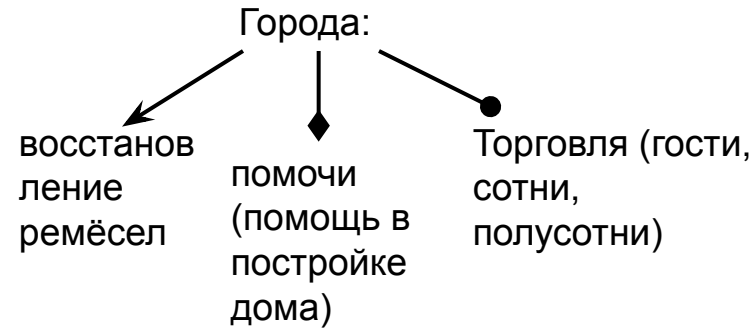 Города:
восстанов
ление
ремёсел
помочи
(помощь в
постройке
дома)
Торговля (гости,
сотни,
полусотни)